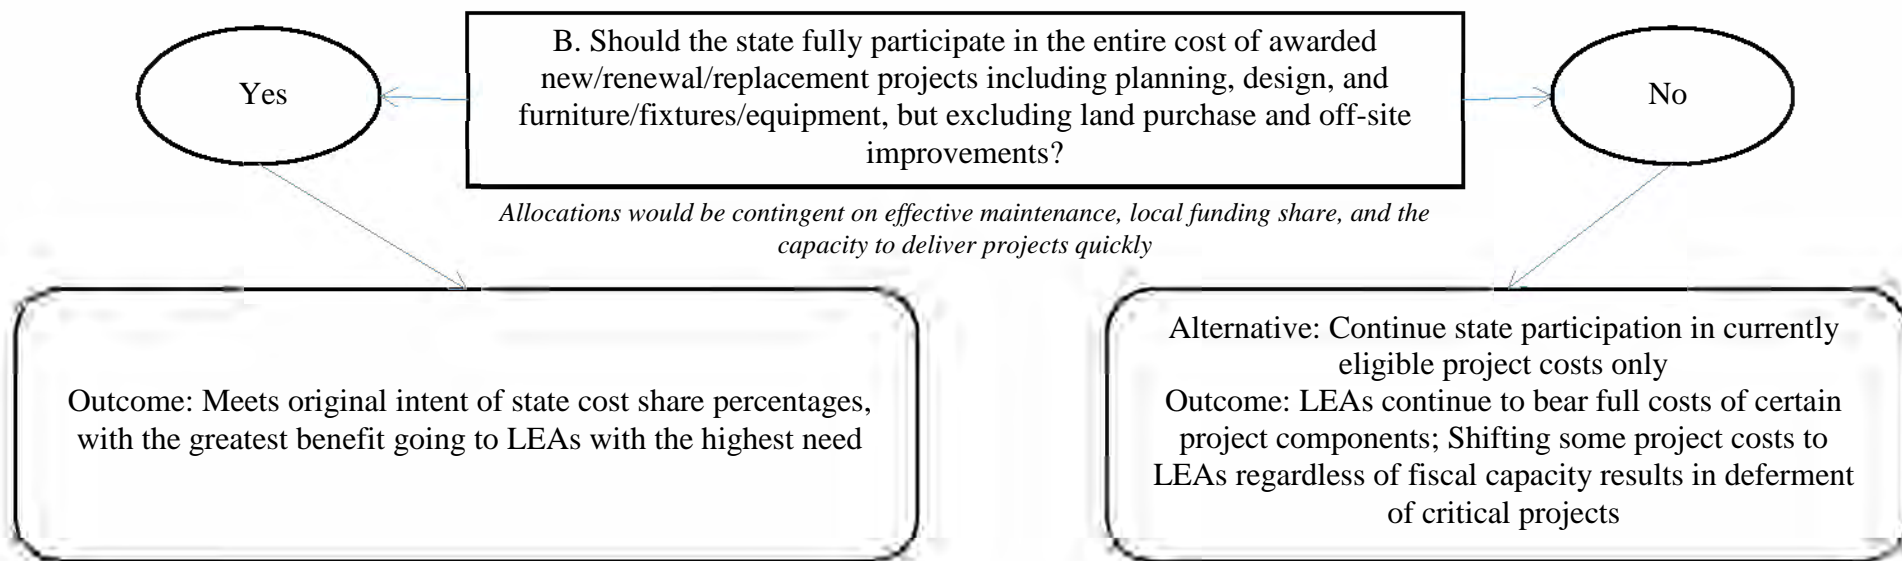 Yes
B. Should the state fully participate in the entire cost of awarded
new/renewal/replacement projects including planning, design, and
furniture/fixtures/equipment, but excluding land purchase and off-site
improvements?
No
Allocations would be contingent on effective maintenance, local funding share, and the
capacity to deliver projects quickly
Outcome: Meets original intent of state cost share percentages,
with the greatest benefit going to LEAs with the highest need
Alternative: Continue state participation in currently
eligible project costs only
Outcome: LEAs continue to bear full costs of certain
project components; Shifting some project costs to
LEAs regardless of fiscal capacity results in deferment
of critical projects